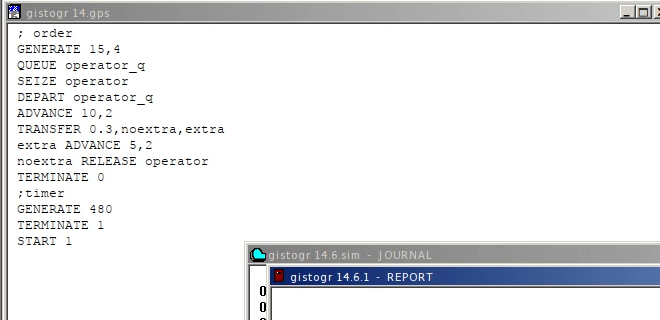 gistogr 14.gps
; order
GENERATE 15,4
QUEUE operator_q
SEIZE operator
DEPART operator_q
ADVANCE 10,2
TRANSFER 0.3,noextra,extra
extra ADVANCE 5,2
noextra RELEASE operator
TERMINATE 0
;timer
GENERATE 480
TERMINATE 1
START 1
gistogr 14.6.sim - JOURNAL
gistogr 14.6.1 - REPORT
0
0